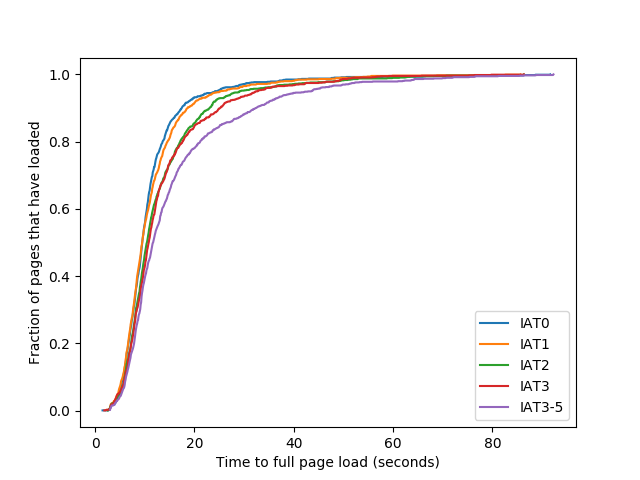 1.0
0.8
0.6
0.4
0.2
0.0
Fraction of pages that have loaded
IAT0
IAT1
IAT2
IAT3
IAT3-5
0 20 40 60 80
Time to full page load (seconds)